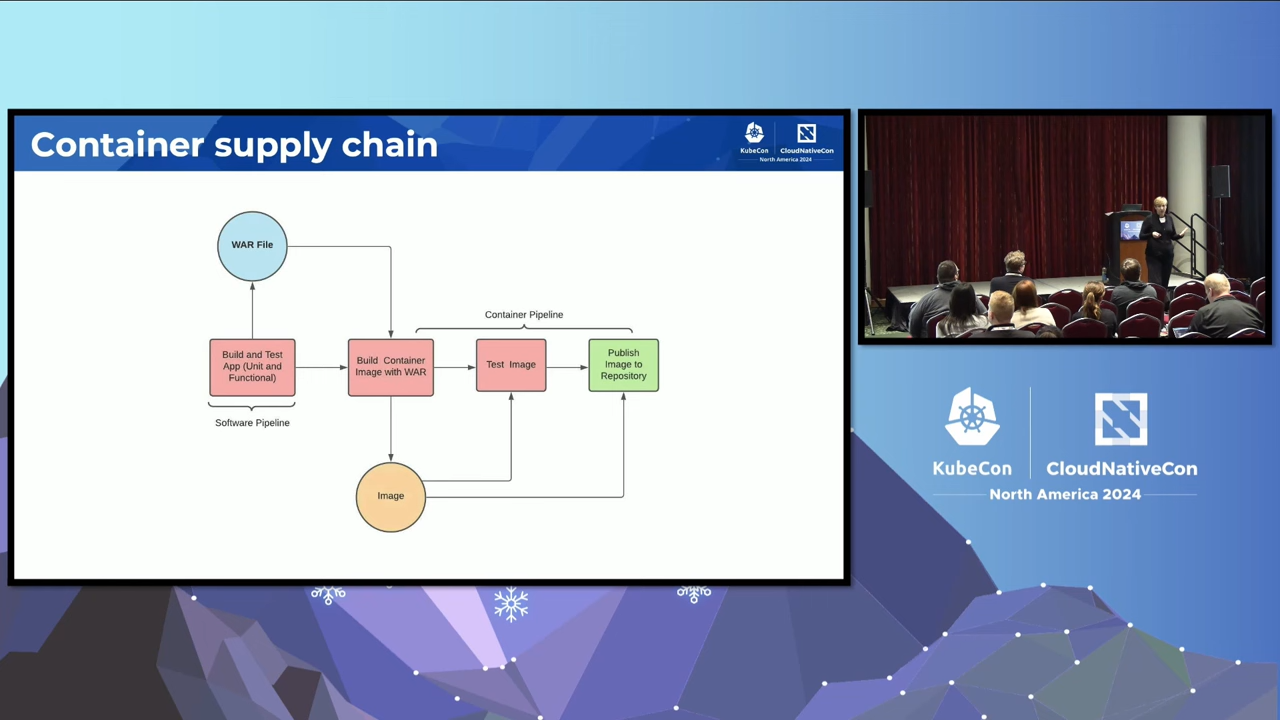 Container supply chain
KubeCon
CloudNativeCon
North America 2024
WAR File
Container Pipeline
Build and Test
App (Unit and
Functional)
Build Container
Image with WAR
Test Image
Publish
Image to
Repository
Software Pipeline
Image
KubeCon
CloudNativeCon
North America 2024